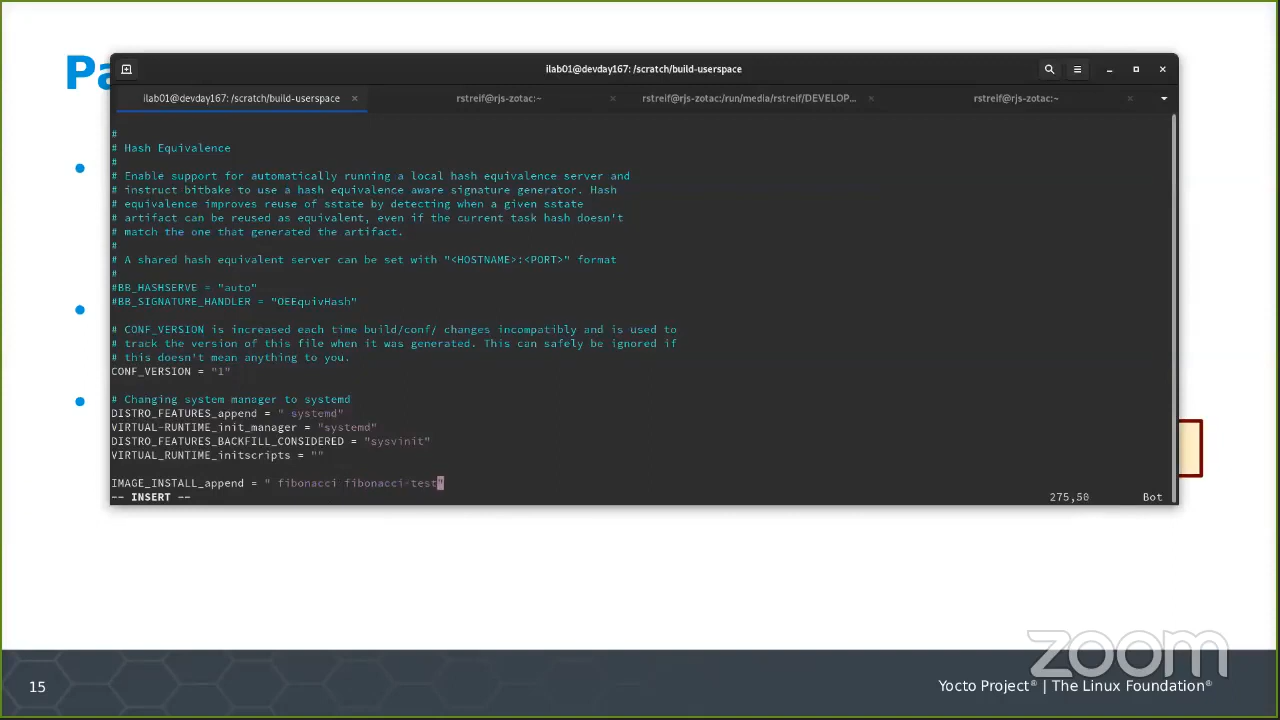 Pa
ilab01@devday167: /scratch/build-userspace
ilab01@devday167: /scratch/build-userspace
rstreif@rjs-zotac:~
rstreif@rjs-zotac:/run/media/rstreif/DEVELOP...
rstreif@rjs-zotac:~
#
# Hash Equivalence
#
# Enable support for automatically running a local hash equivalence server and
# instruct bitbake to use a hash equivalence aware signature generator. Hash
# equivalence improves reuse of sstate by detecting when a given sstate
# artifact can be reused as equivalent, even if the current task hash doesn't
# match the one that generated the artifact.
#
# A shared hash equivalent server can be set with "<HOSTNAME>:<PORT>" format
#
#BB_HASHSERVE = "auto"
#BB_SIGNATURE_HANDLER = "OEEquivHash"
# CONF_VERSION is increased each time build/conf/ changes incompatibly and is used to
# track the version of this file when it was generated. This can safely be ignored if
# this doesn't mean anything to you.
CONF_VERSION = "1"
# Changing system manager to systemd
DISTRO_FEATURES_append = " systemd"
VIRTUAL-RUNTIME_init_manager = "systemd"
DISTRO_FEATURES_BACKFILL_CONSIDERED = "sysvinit"
VIRTUAL_RUNTIME_initscripts = ""
IMAGE_INSTALL_append = " fibonacci fibonacci-test"
-- INSERT --
275,50
Bot
zoom
15
Yocto Project® | The Linux Foundation®